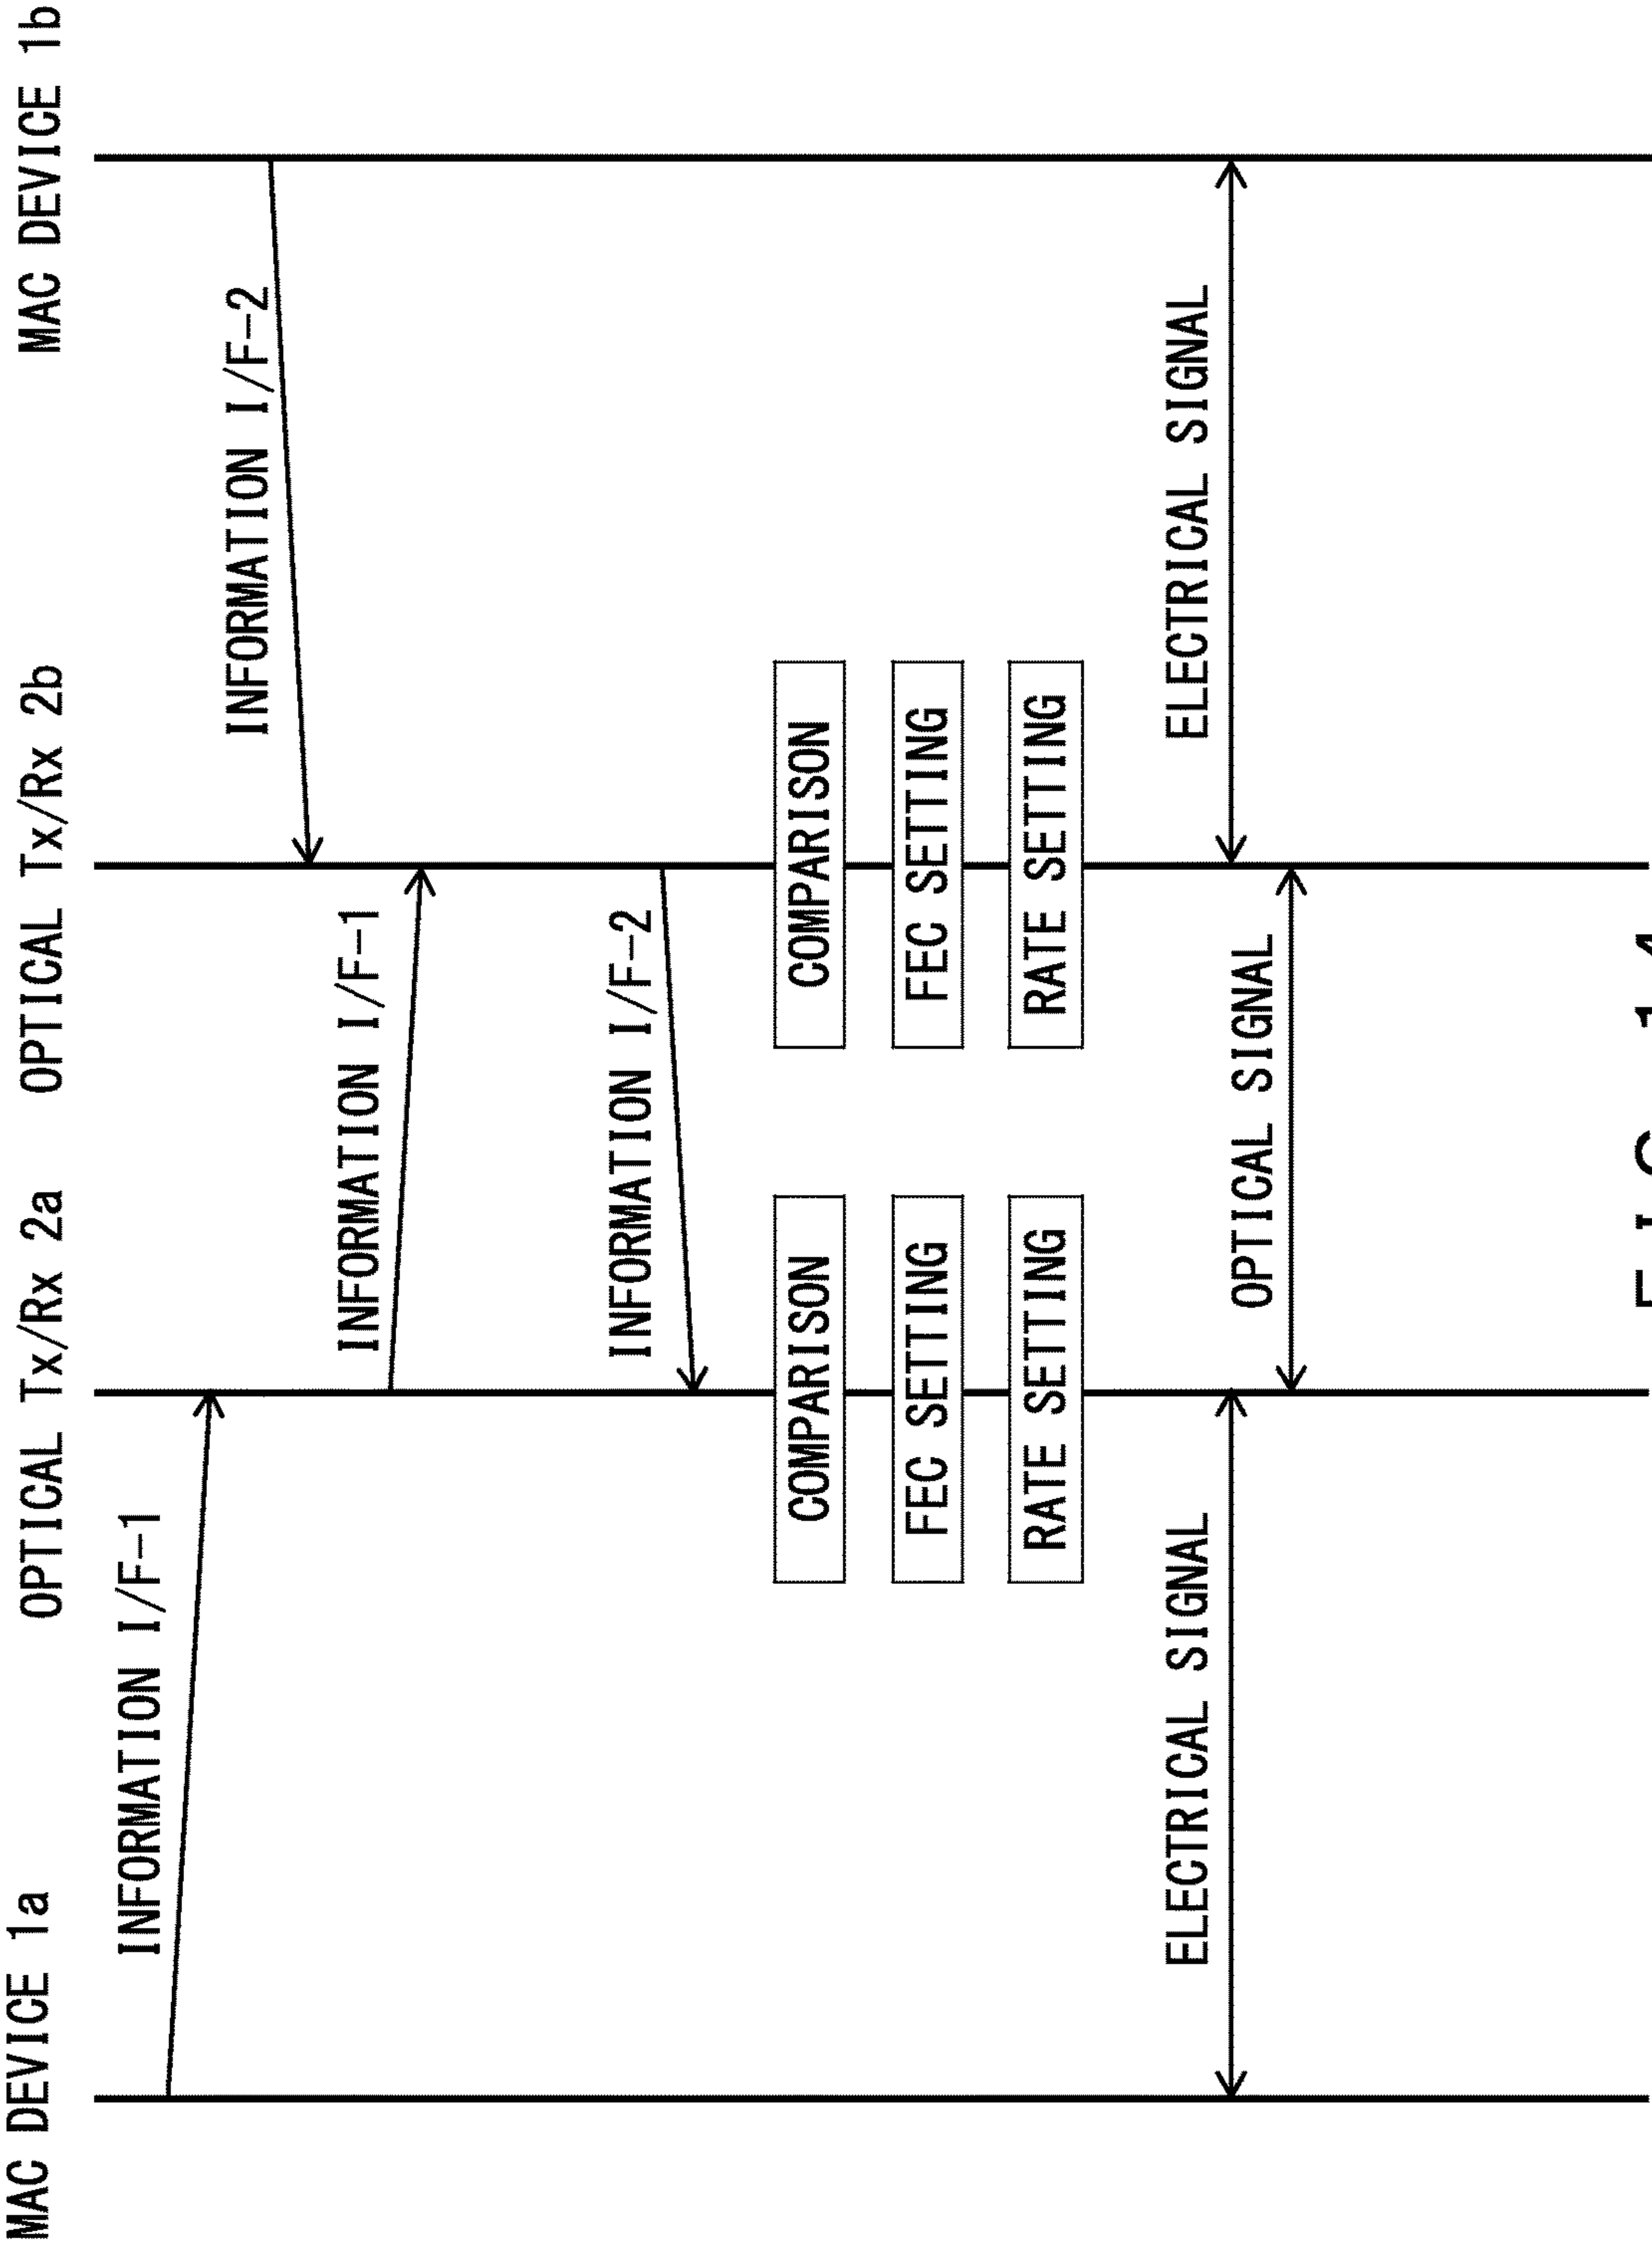 MAC DEVICE 1a
OPTICAL Tx/Rx 2a
OPTICAL Tx/Rx 2b
MAC DEVICE 1b
INFORMATION I/F-1
INFORMATION I/F-2
INFORMATION I/F-1
INFORMATION I/F-2
COMPARISON
COMPARISON
FEC SETTING
FEC SETTING
RATE SETTING
RATE SETTING
ELECTRICAL SIGNAL
ELECTRICAL SIGNAL
OPTICAL SIGNAL